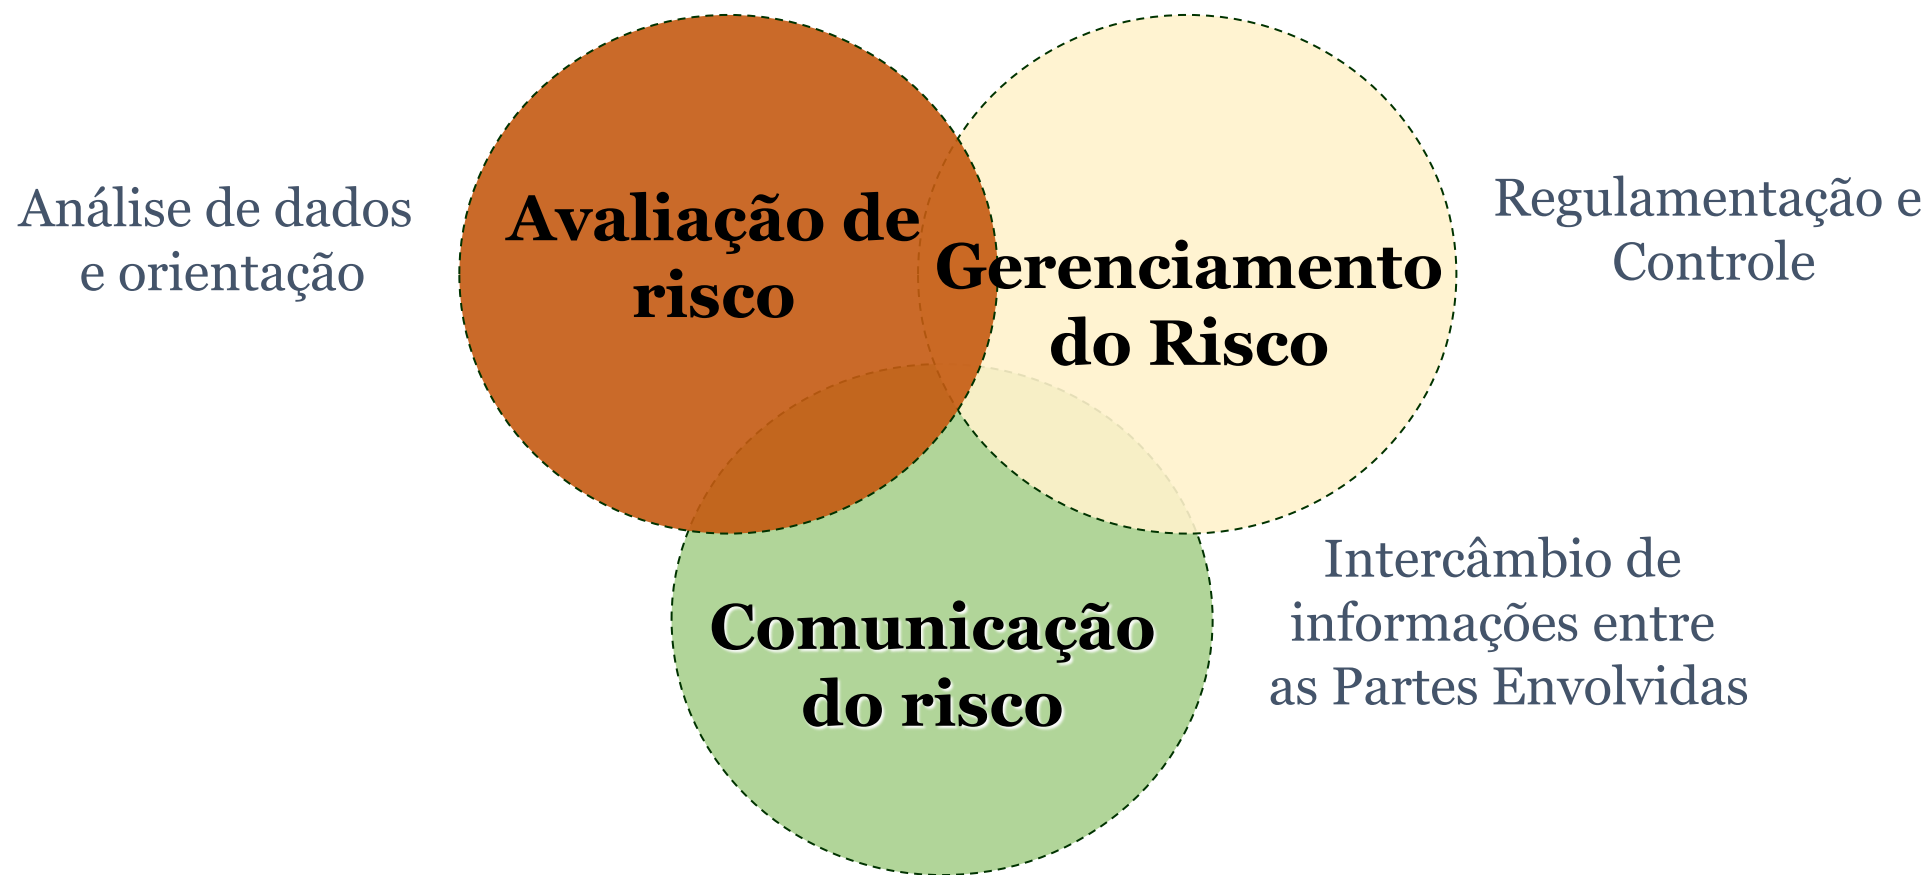 Análise de dados
e orientação
Avaliação de
risco
Gerenciamento
do Risco
Regulamentação e
Controle
Comunicação
do risco
Intercâmbio de
informações entre
as Partes Envolvidas